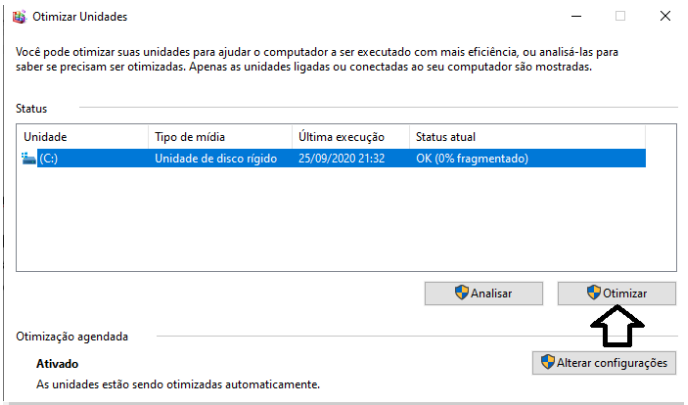 Otimizar Unidades
Você pode otimizar suas unidades para ajudar o computador a ser executado com mais eficiência, ou analisá-las para
saber se precisam ser otimizadas. Apenas as unidades ligadas ou conectadas ao seu computador são mostradas.
Status
Unidade Tipo de mídia Última execução Status atual
(C:) Unidade de disco rígido 25/09/2020 21:32 OK (0% fragmentado)
Analisar Otimizar
Otimização agendada
Ativado Alterar configurações
As unidades estão sendo otimizadas automaticamente.